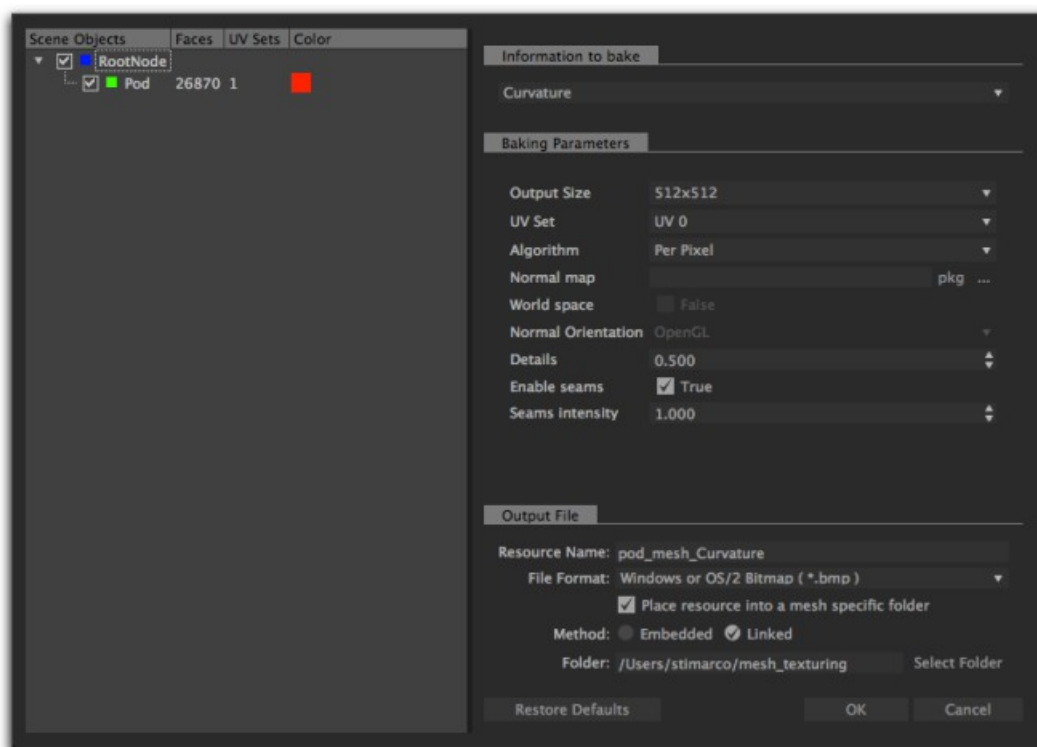 Scene Objects Faces UV Sets Color
RootNode
Pod 26870 1
Information to bake
Curvature
Baking Parameters
Output Size 512x512
UV Set UV 0
Algorithm Per Pixel
Normal map pkg ...
World space False
Normal Orientation OpenGL
Details 0.500
Enable seams True
Seams intensity 1.000
Output File
Resource Name: pod_mesh_Curvature
File Format: Windows or OS/2 Bitmap ( *.bmp )
Place resource into a mesh specific folder
Method: Embedded Linked
Folder: /Users/stimarco/mesh_texturing Select Folder
Restore Defaults OK Cancel